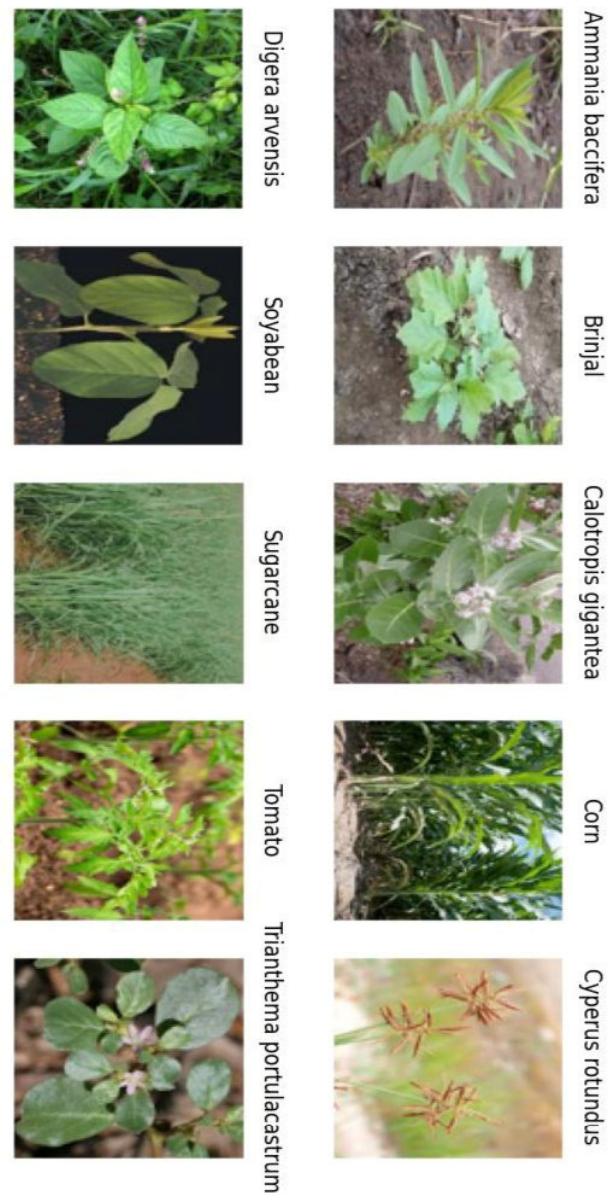 Ammania baccifera
Brinjal
Calotropis gigantea
Corn
Cyperus rotundus
Digera arvensis
Soyabean
Sugarcane
Tomato
Trianthema portulacastrum